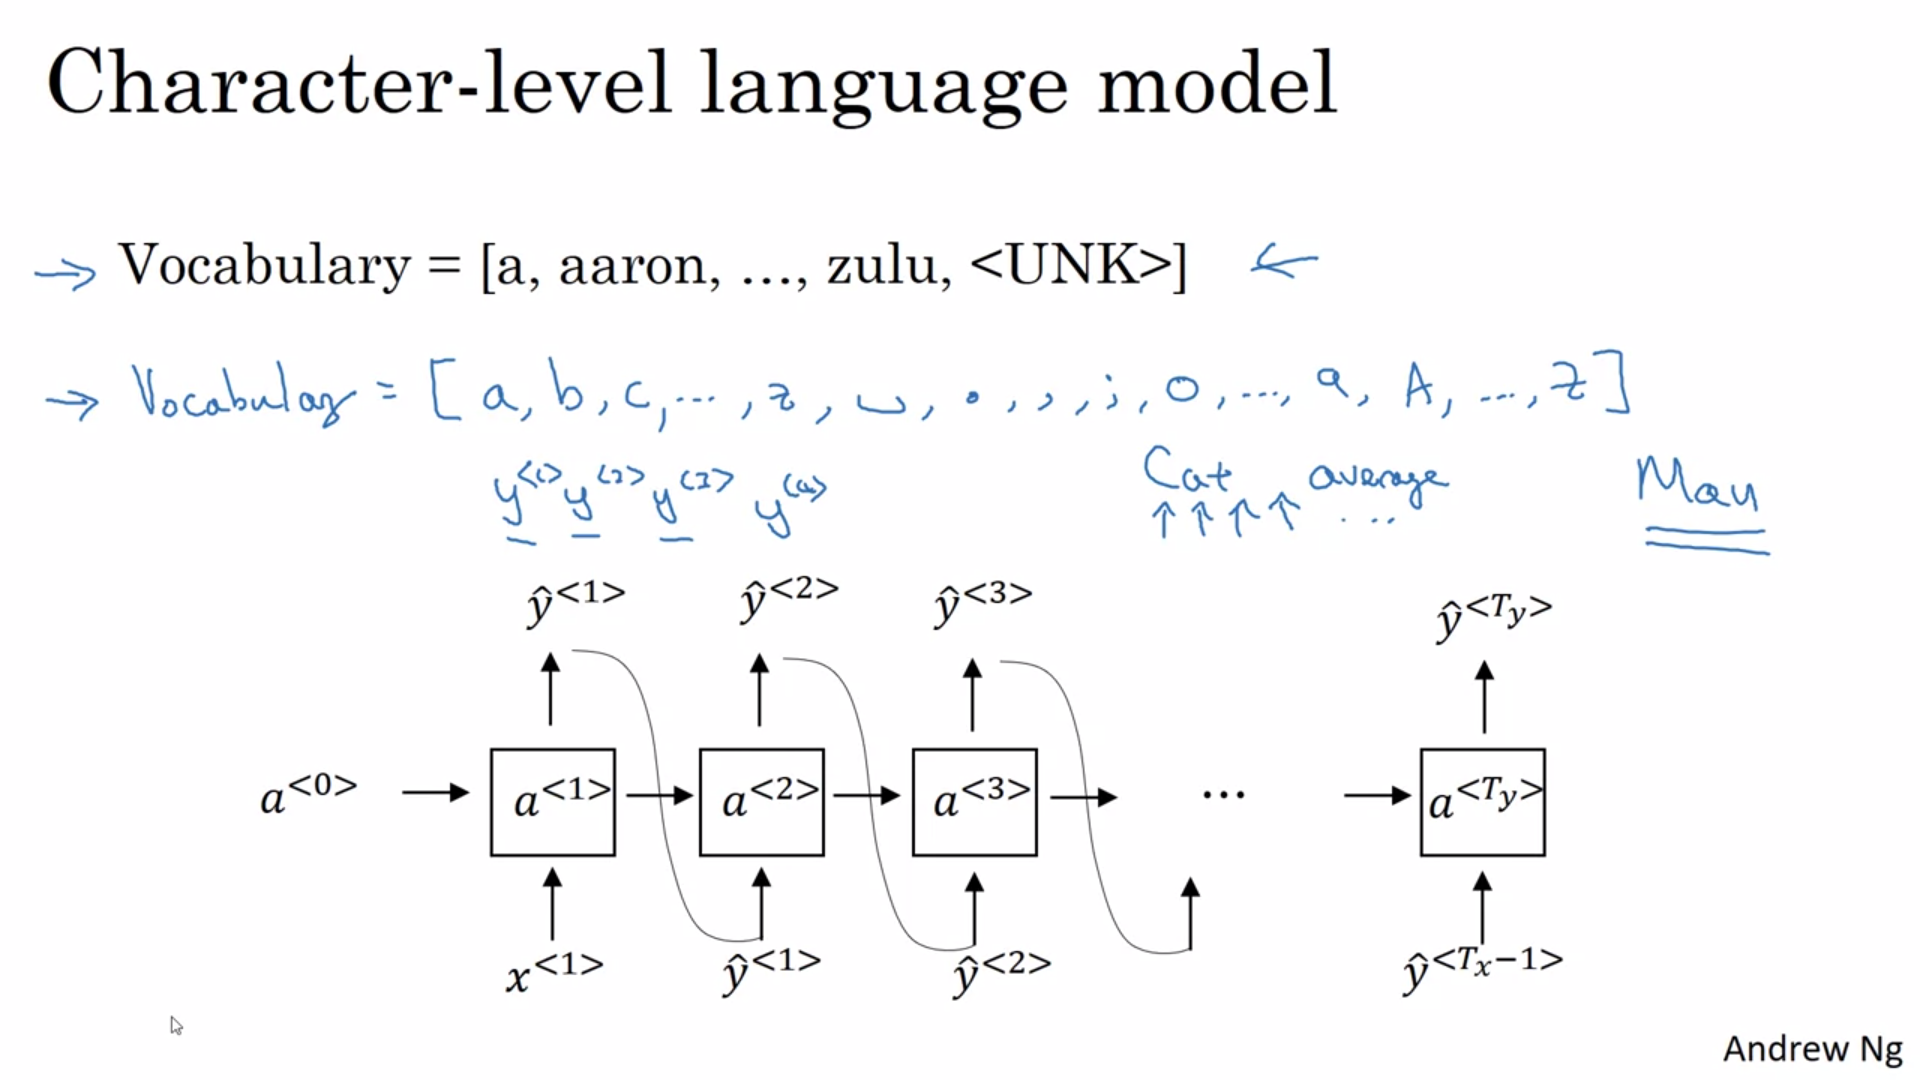 Character-level language model
→ Vocabulary = [a, aaron, …, zulu, <UNK>] ←
→ Vocabulary = [ a, b, c, ... , z, ␣, . , , , ; , 0, ..., 9, A, ..., Z ]
y<1> y<2> y<3> y<4> Cat average ... Mau
ŷ<1> ŷ<2> ŷ<3> ŷ<Ty>
a<0> a<1> a<2> a<3> ... a<Ty>
x<1> ŷ<1> ŷ<2> ŷ<Tx−1>
Andrew Ng